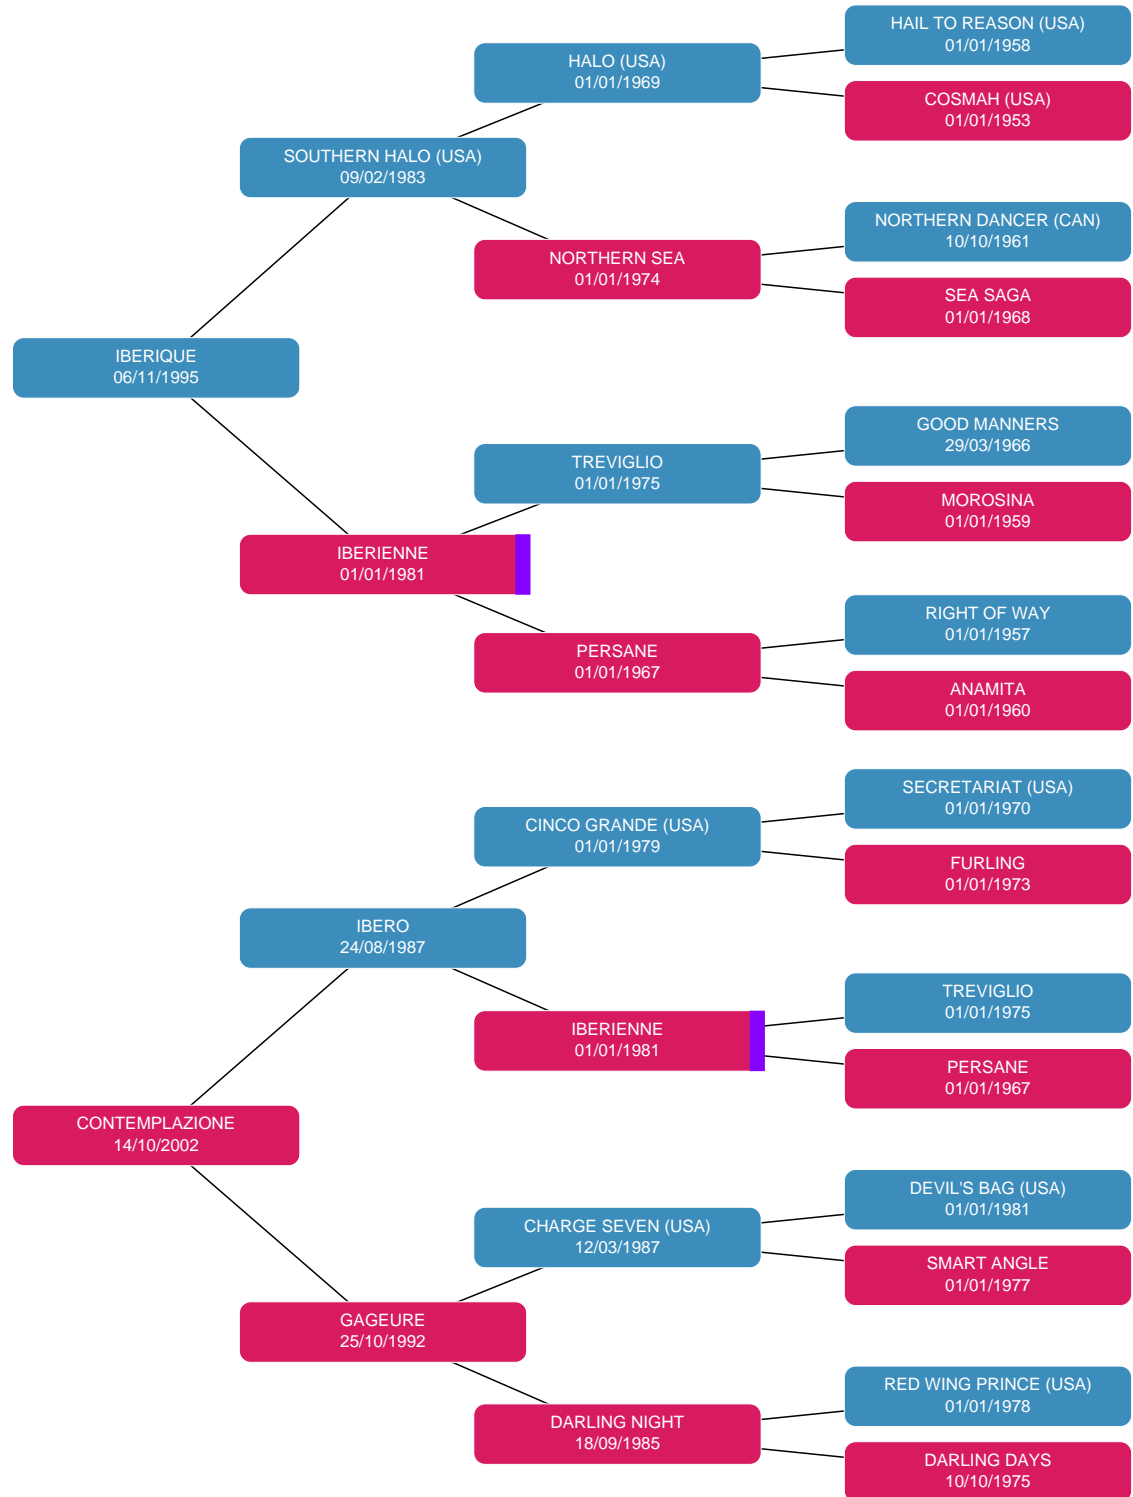 HAIL TO REASON (USA)
01/01/1958
HALO (USA)
01/01/1969
COSMAH (USA)
01/01/1953
SOUTHERN HALO (USA)
09/02/1983
NORTHERN DANCER (CAN)
10/10/1961
NORTHERN SEA
01/01/1974
SEA SAGA
01/01/1968
IBERIQUE
06/11/1995
GOOD MANNERS
29/03/1966
TREVIGLIO
01/01/1975
MOROSINA
01/01/1959
IBERIENNE
01/01/1981
RIGHT OF WAY
01/01/1957
PERSANE
01/01/1967
ANAMITA
01/01/1960
SECRETARIAT (USA)
01/01/1970
CINCO GRANDE (USA)
01/01/1979
FURLING
01/01/1973
IBERO
24/08/1987
TREVIGLIO
01/01/1975
IBERIENNE
01/01/1981
PERSANE
01/01/1967
CONTEMPLAZIONE
14/10/2002
DEVIL'S BAG (USA)
01/01/1981
CHARGE SEVEN (USA)
12/03/1987
SMART ANGLE
01/01/1977
GAGEURE
25/10/1992
RED WING PRINCE (USA)
01/01/1978
DARLING NIGHT
18/09/1985
DARLING DAYS
10/10/1975